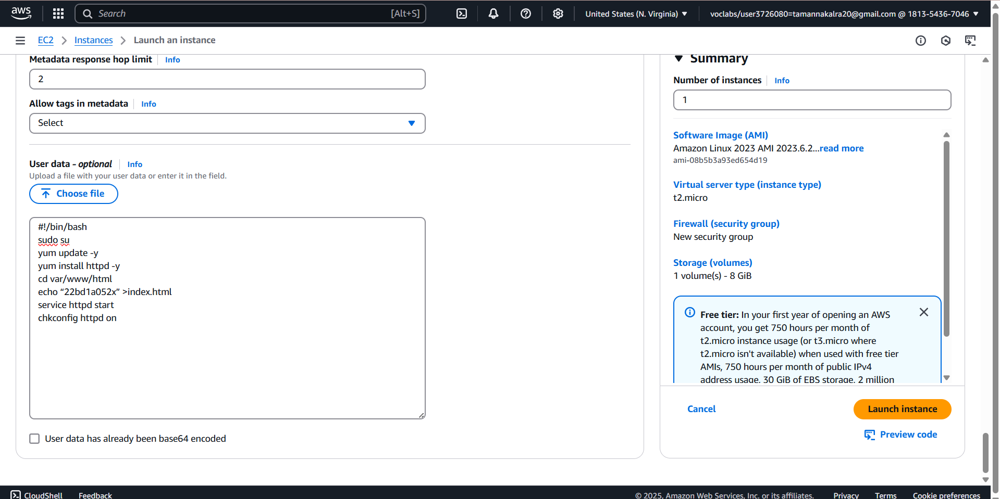 aws
Search
[Alt+S]
United States (N. Virginia)
voclabs/user3726080=tamannakalra20@gmail.com @ 1813-5436-7046
EC2
Instances
Launch an instance
Metadata response hop limit
Info
2
Allow tags in metadata
Info
Select
User data - optional
Info
Upload a file with your user data or enter it in the field.
Choose file
#!/bin/bash
sudo su
yum update -y
yum install httpd -y
cd var/www/html
echo “22bd1a052x” >index.html
service httpd start
chkconfig httpd on
User data has already been base64 encoded
Summary
Number of instances
Info
1
Software Image (AMI)
Amazon Linux 2023 AMI 2023.6.2...read more
ami-08b5b3a93ed654d19
Virtual server type (instance type)
t2.micro
Firewall (security group)
New security group
Storage (volumes)
1 volume(s) - 8 GiB
Free tier: In your first year of opening an AWS
account, you get 750 hours per month of
t2.micro instance usage (or t3.micro where
t2.micro isn't available) when used with free tier
AMIs, 750 hours per month of public IPv4
address usage, 30 GiB of EBS storage, 2 million
Cancel
Launch instance
Preview code
CloudShell
Feedback
© 2025, Amazon Web Services, Inc. or its affiliates.
Privacy
Terms
Cookie preferences